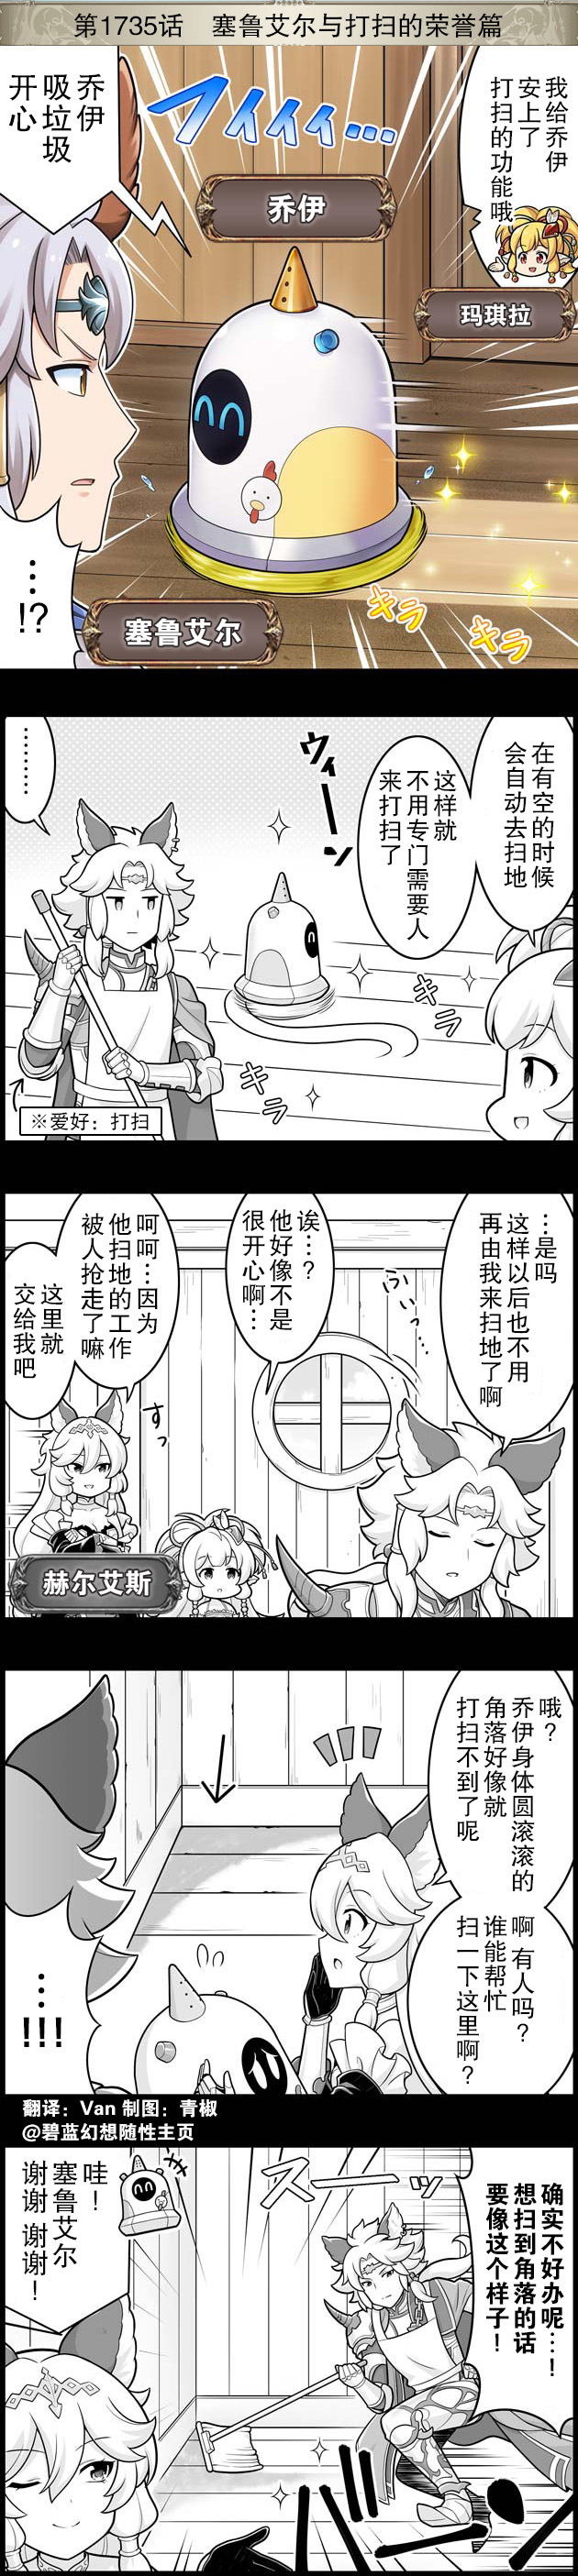 第1735话　塞鲁艾尔与打扫的荣誉篇
我给乔伊
安上了
打扫的功能哦
玛琪拉
フィイィィ…
乔伊
乔伊
吸垃圾
开心
…!?
塞鲁艾尔
キラ
キラ
在有空的时候
会自动去扫地
这样就
不用专门需要人
来打扫了
ウィーン
………
キラ
キラ
※爱好：打扫
…是吗
这样以后也不用
再由我来扫地了啊
ふいっ…
诶…？
他好像不是
很开心啊…
呵呵…因为
他扫地的工作
被人抢走了嘛
这里就
交给我吧
すっ
赫尔艾斯
哦？
乔伊身体圆滚滚的
角落好像就
打扫不到了呢
啊 有人吗？
谁能帮忙
扫一下这里啊？
…!!!
翻译：Van 制图：青椒
@碧蓝幻想随性主页
确实不好办呢…！
想扫到角落的话
要像这个样子！
スーッ
哇！
塞鲁艾尔
谢谢 谢谢！
バーン